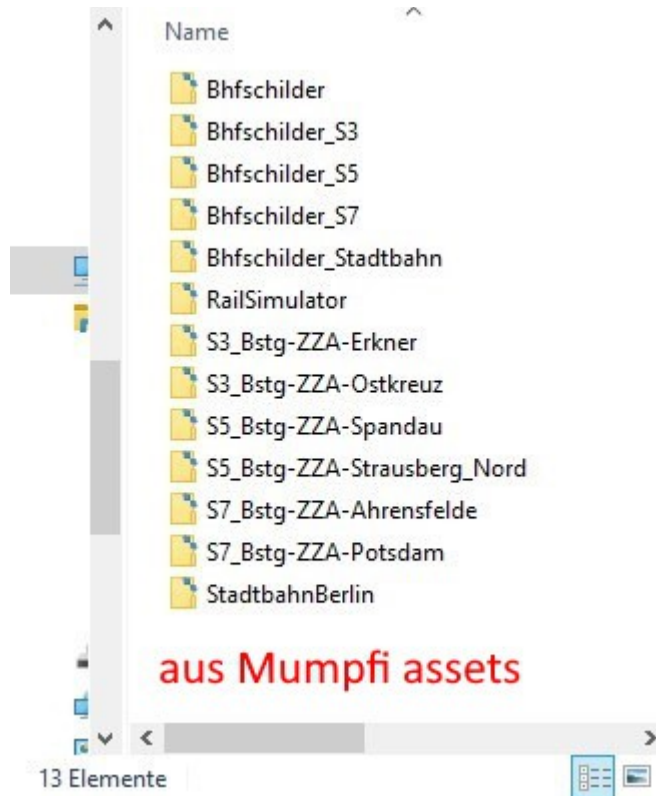 Name
Bhfschilder
Bhfschilder_S3
Bhfschilder_S5
Bhfschilder_S7
Bhfschilder_Stadtbahn
RailSimulator
S3_Bstg-ZZA-Erkner
S3_Bstg-ZZA-Ostkreuz
S5_Bstg-ZZA-Spandau
S5_Bstg-ZZA-Strausberg_Nord
S7_Bstg-ZZA-Ahrensfelde
S7_Bstg-ZZA-Potsdam
StadtbahnBerlin
aus Mumpfi assets
13 Elemente